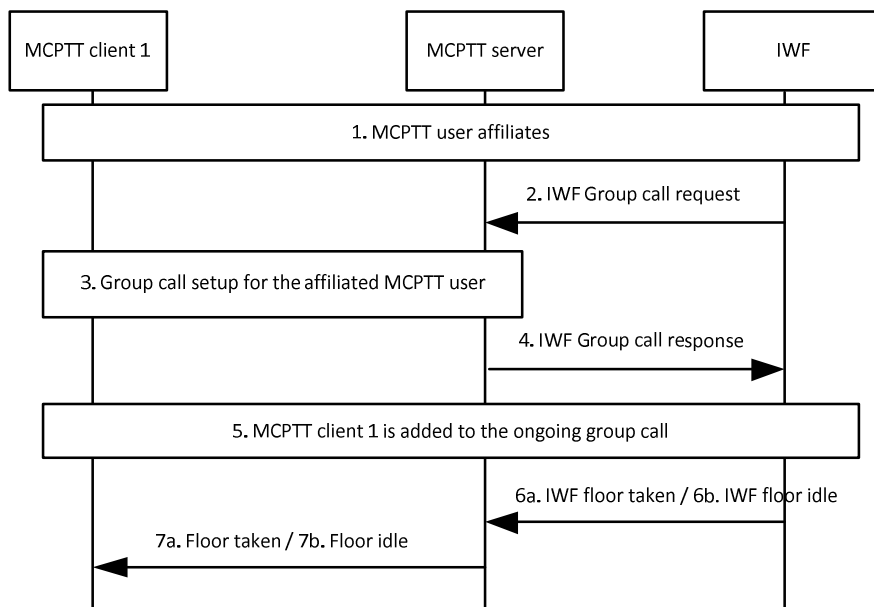 MCPTT client 1
MCPTT server
IWF
1. MCPTT user affiliates
2. IWF Group call request
3. Group call setup for the affiliated MCPTT user
4. IWF Group call response
5. MCPTT client 1 is added to the ongoing group call
6a. IWF floor taken / 6b. IWF floor idle
7a. Floor taken / 7b. Floor idle